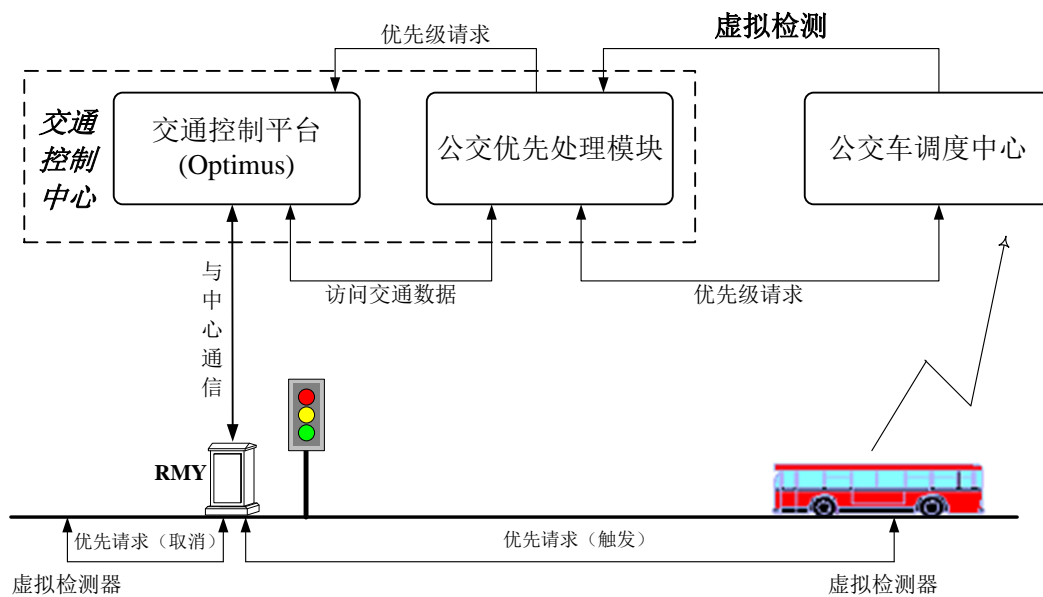 优先级请求
虚拟检测
交通
控制
中心
交通控制平台
(Optimus)
公交优先处理模块
公交车调度中心
与中心通信
访问交通数据
优先级请求
RMY
优先请求（取消）
优先请求（触发）
虚拟检测器
虚拟检测器